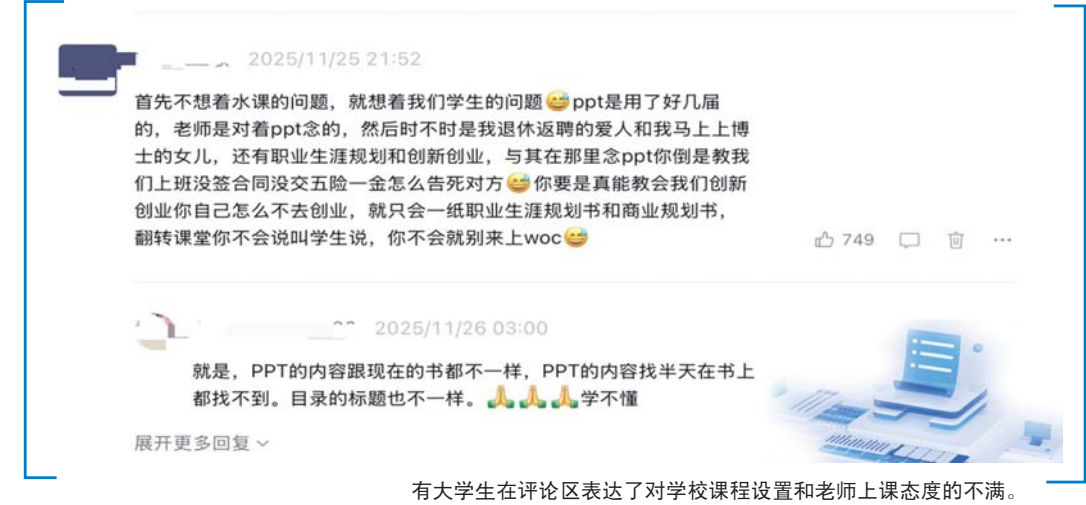 2025/11/25 21:52
首先不想着水课的问题，就想着我们学生的问题😅ppt是用了好几届
的，老师是对着ppt念的，然后时不时是我退休返聘的爱人和我马上上博
士的女儿，还有职业生涯规划和创新创业，与其在那里念ppt你倒是教我
们上班没签合同没交五险一金怎么告死对方😅你要是真能教会我们创新
创业你自己怎么不去创业，就只会一纸职业生涯规划书和商业规划书，
翻转课堂你不会说叫学生说，你不会就别来上woc😅
749
2025/11/26 03:00
就是，PPT的内容跟现在的书都不一样，PPT的内容找半天在书上
都找不到。目录的标题也不一样。🙏🙏🙏学不懂
展开更多回复
有大学生在评论区表达了对学校课程设置和老师上课态度的不满。